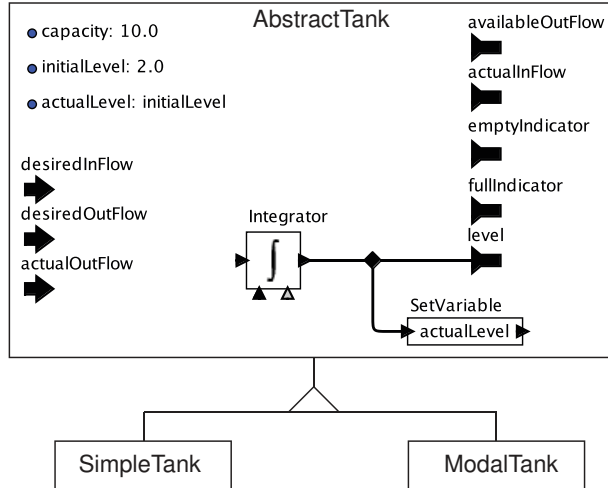 AbstractTank
capacity: 10.0
initialLevel: 2.0
actualLevel: initialLevel
desiredInFlow
desiredOutFlow
actualOutFlow
Integrator
∫
availableOutFlow
actualInFlow
emptyIndicator
fullIndicator
level
SetVariable
actualLevel
SimpleTank
ModalTank